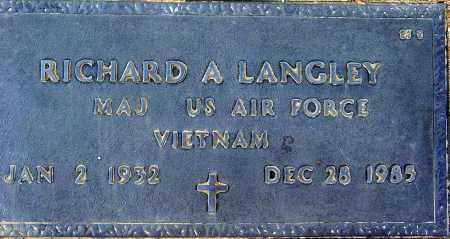 RICHARD A LANGLEY
MAJ US AIR FORCE
VIETNAM
JAN 2 1932 DEC 28 1985